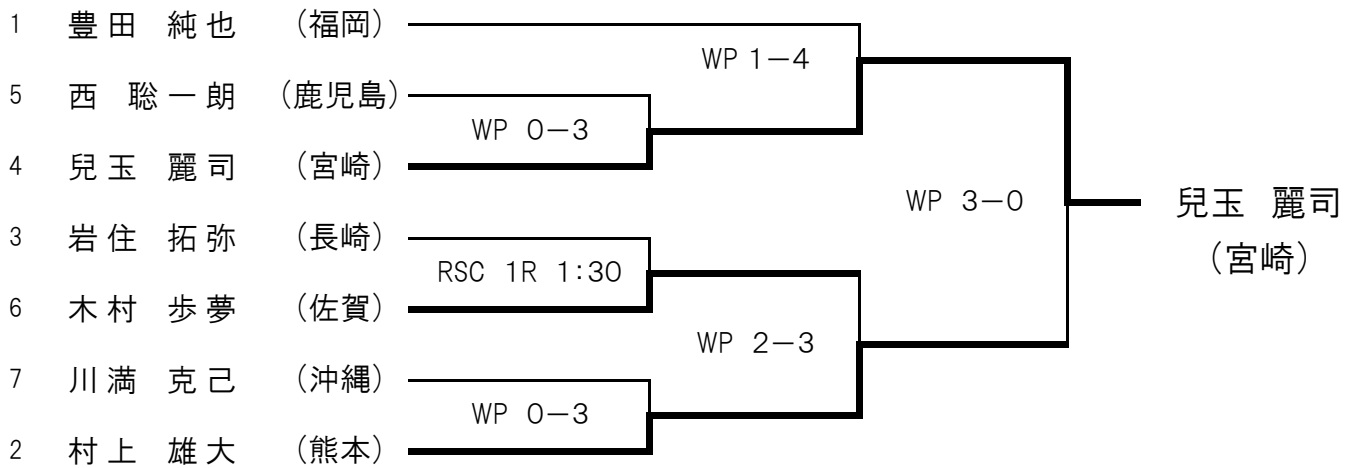 1 豊田 純也 （福岡）
WP 1－4
5 西 聡一朗 （鹿児島）
WP 0－3
4 兒玉 麗司 （宮崎）
WP 3－0
兒玉 麗司
（宮崎）
3 岩住 拓弥 （長崎）
RSC 1R 1:30
6 木村 歩夢 （佐賀）
WP 2－3
7 川満 克己 （沖縄）
WP 0－3
2 村上 雄大 （熊本）